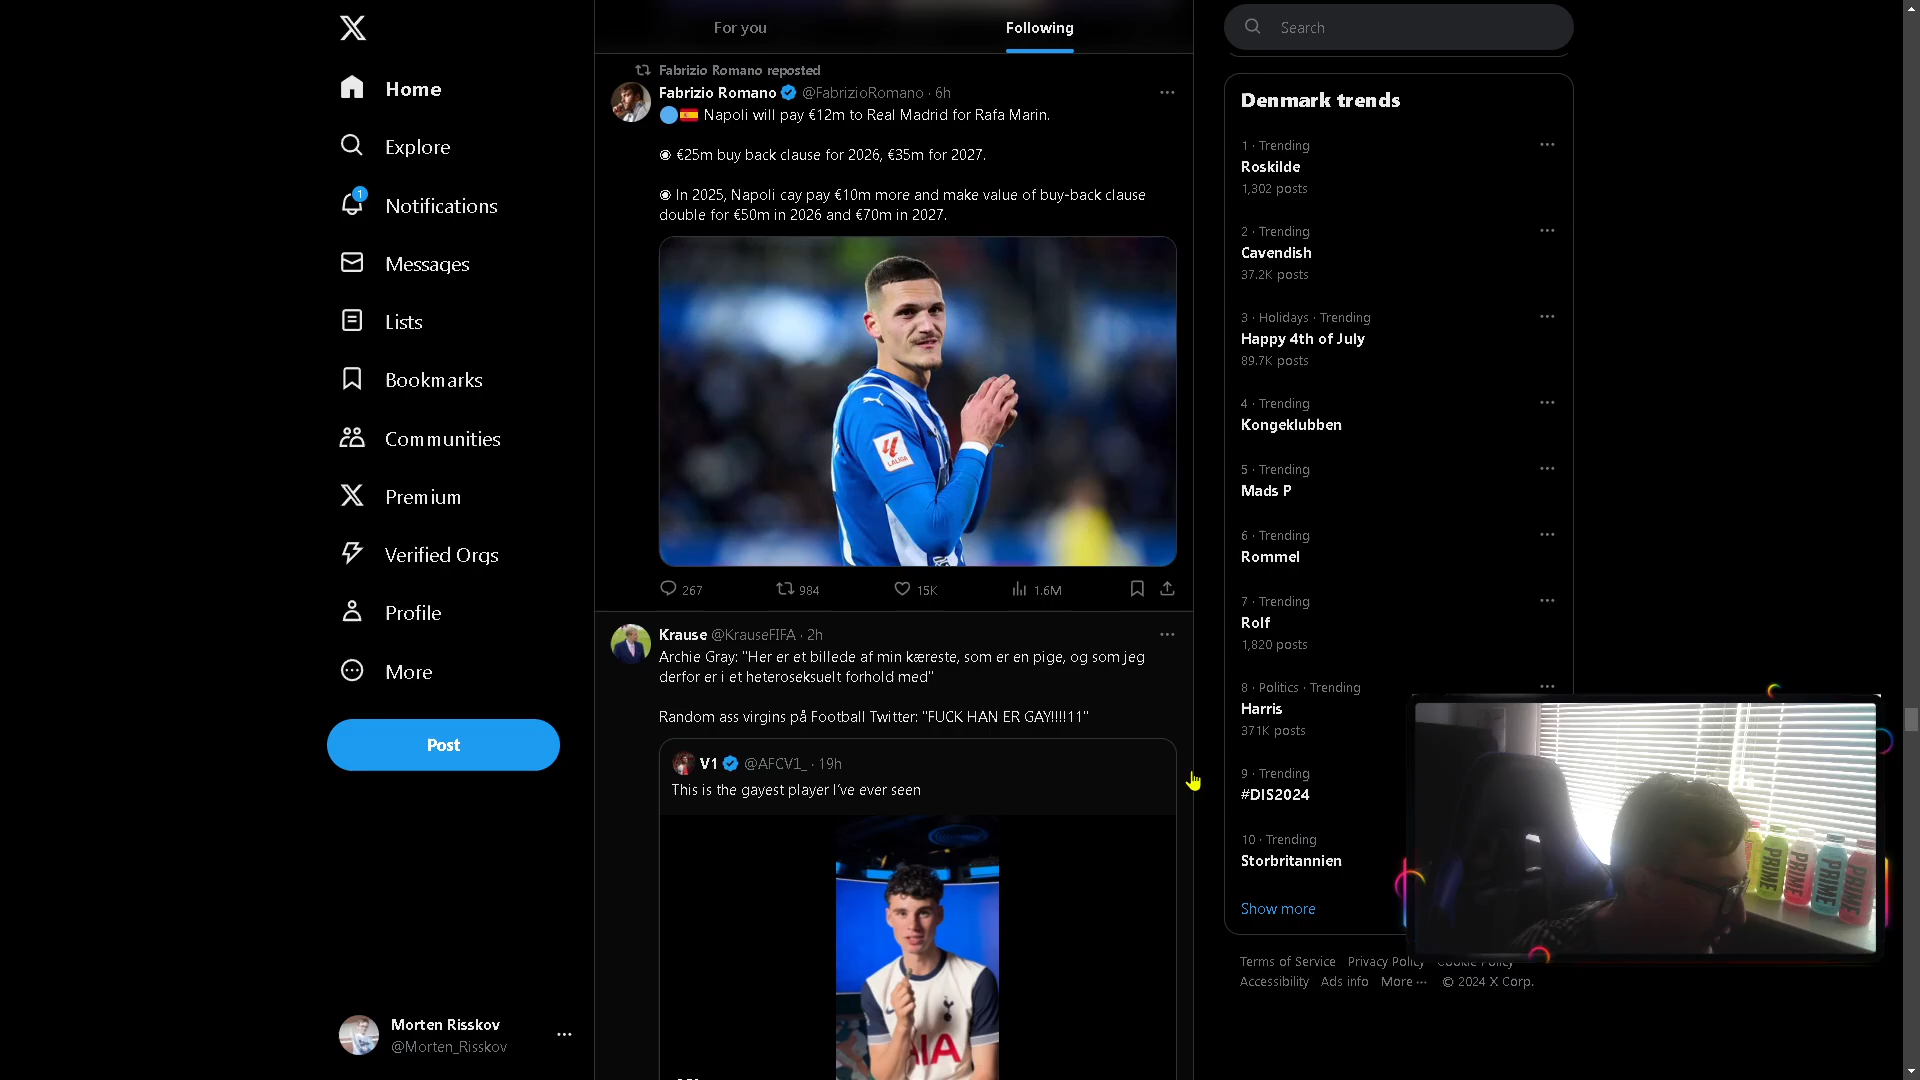 For you
Following
Search
Home
Explore
1
Notifications
Messages
Lists
Bookmarks
Communities
Premium
Verified Orgs
Profile
More
Post
Morten Risskov
@Morten_Risskov
Fabrizio Romano reposted
Fabrizio Romano @FabrizioRomano · 6h
Napoli will pay €12m to Real Madrid for Rafa Marin.
◉ €25m buy back clause for 2026, €35m for 2027.
◉ In 2025, Napoli cay pay €10m more and make value of buy-back clause
double for €50m in 2026 and €70m in 2027.
LALIGA
267
984
15K
1.6M
Krause @KrauseFIFA · 2h
Archie Gray: "Her er et billede af min kæreste, som er en pige, og som jeg
derfor er i et heteroseksuelt forhold med"
Random ass virgins på Football Twitter: "FUCK HAN ER GAY!!!!11"
V1 @AFCV1_ · 19h
This is the gayest player I've ever seen
AIA
Denmark trends
1 · Trending
Roskilde
1,302 posts
2 · Trending
Cavendish
37.2K posts
3 · Holidays · Trending
Happy 4th of July
89.7K posts
4 · Trending
Kongeklubben
5 · Trending
Mads P
6 · Trending
Rommel
7 · Trending
Rolf
1,820 posts
8 · Politics · Trending
Harris
371K posts
9 · Trending
#DIS2024
10 · Trending
Storbritannien
Show more
PRIME
PRIME
PRIME
PRIME
Terms of Service Privacy Policy Cookie Policy
Accessibility Ads info More ··· © 2024 X Corp.